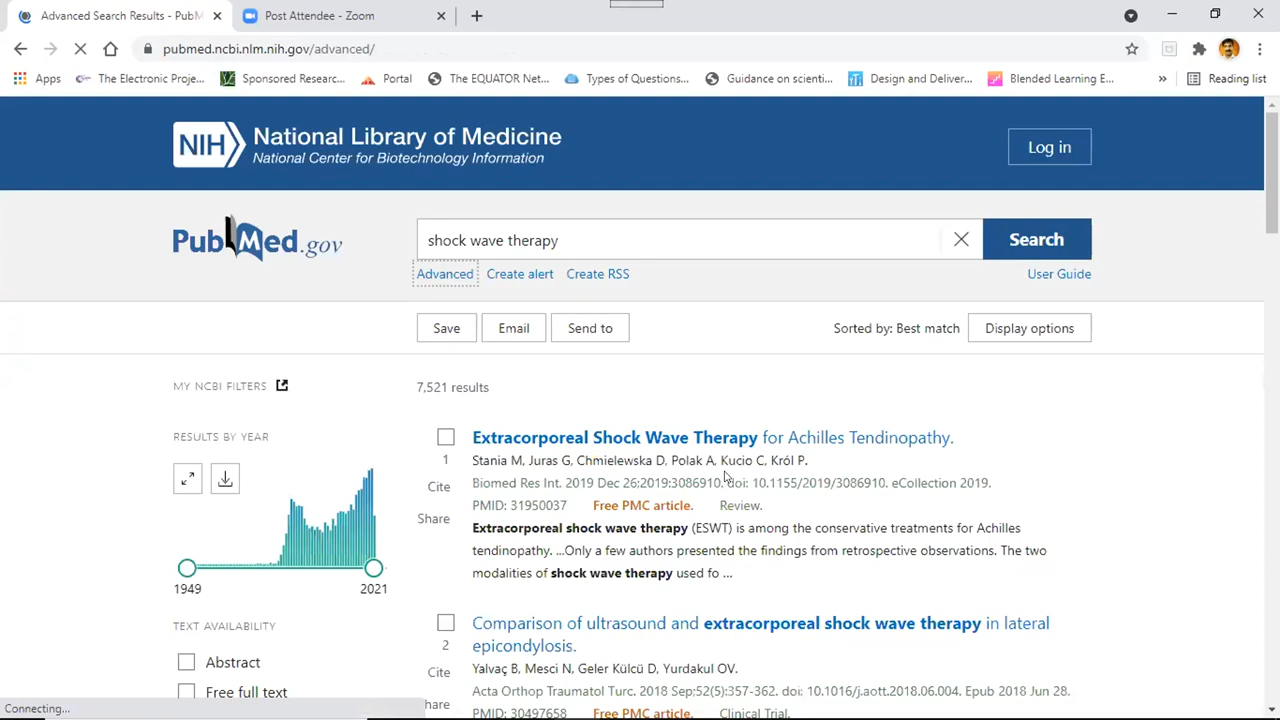 Advanced Search Results - PubM
Post Attendee - Zoom
pubmed.ncbi.nlm.nih.gov/advanced/
Apps
The Electronic Proje...
Sponsored Researc...
Portal
The EQUATOR Net...
Types of Questions...
Guidance on scienti...
Design and Deliver...
Blended Learning E...
»
Reading list
NIH
National Library of Medicine
National Center for Biotechnology Information
Log in
PubMed.gov
shock wave therapy
Search
Advanced
Create alert
Create RSS
User Guide
Save
Email
Send to
Sorted by: Best match
Display options
MY NCBI FILTERS
7,521 results
RESULTS BY YEAR
1949
2021
TEXT AVAILABILITY
Abstract
Free full text
1
Cite
Share
Extracorporeal Shock Wave Therapy for Achilles Tendinopathy.
Stania M, Juras G, Chmielewska D, Polak A, Kucio C, Król P.
Biomed Res Int. 2019 Dec 26;2019:3086910. doi: 10.1155/2019/3086910. eCollection 2019.
PMID: 31950037 Free PMC article. Review.
Extracorporeal shock wave therapy (ESWT) is among the conservative treatments for Achilles
tendinopathy. ...Only a few authors presented the findings from retrospective observations. The two
modalities of shock wave therapy used fo ...
2
Cite
hare
Comparison of ultrasound and extracorporeal shock wave therapy in lateral
epicondylosis.
Yalvaç B, Mesci N, Geler Külcü D, Yurdakul OV.
Acta Orthop Traumatol Turc. 2018 Sep;52(5):357-362. doi: 10.1016/j.aott.2018.06.004. Epub 2018 Jun 28.
PMID: 30497658 Free PMC article. Clinical Trial.
Connecting...